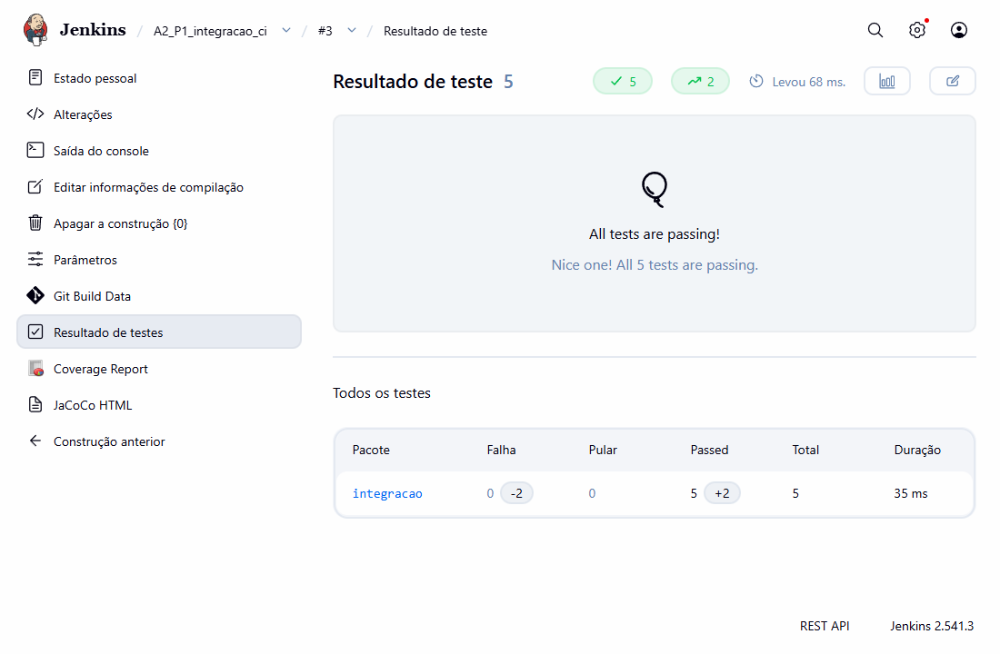 Jenkins / A2_P1_integracao_ci / #3 / Resultado de teste
Estado pessoal
Alterações
Saída do console
Editar informações de compilação
Apagar a construção {0}
Parâmetros
Git Build Data
Resultado de testes
Coverage Report
JaCoCo HTML
Construção anterior
Resultado de teste 5
5
2
Levou 68 ms.
All tests are passing!
Nice one! All 5 tests are passing.
Todos os testes
Pacote Falha Pular Passed Total Duração
integracao 0 -2 0 5 +2 5 35 ms
REST API Jenkins 2.541.3